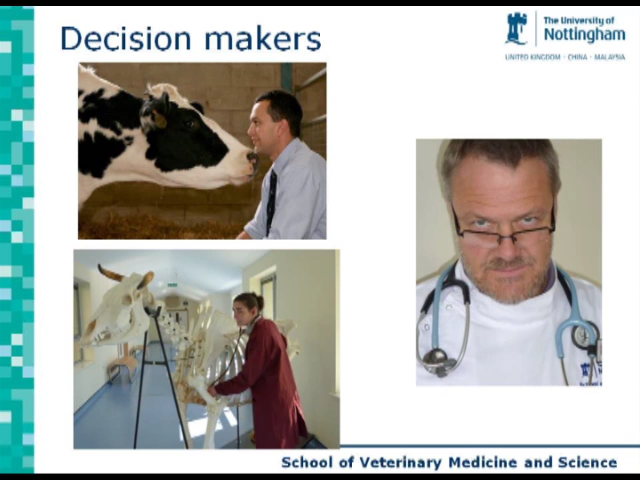 Decision makers
The University of
Nottingham
UNITED KINGDOM · CHINA · MALAYSIA
School of Veterinary Medicine and Science